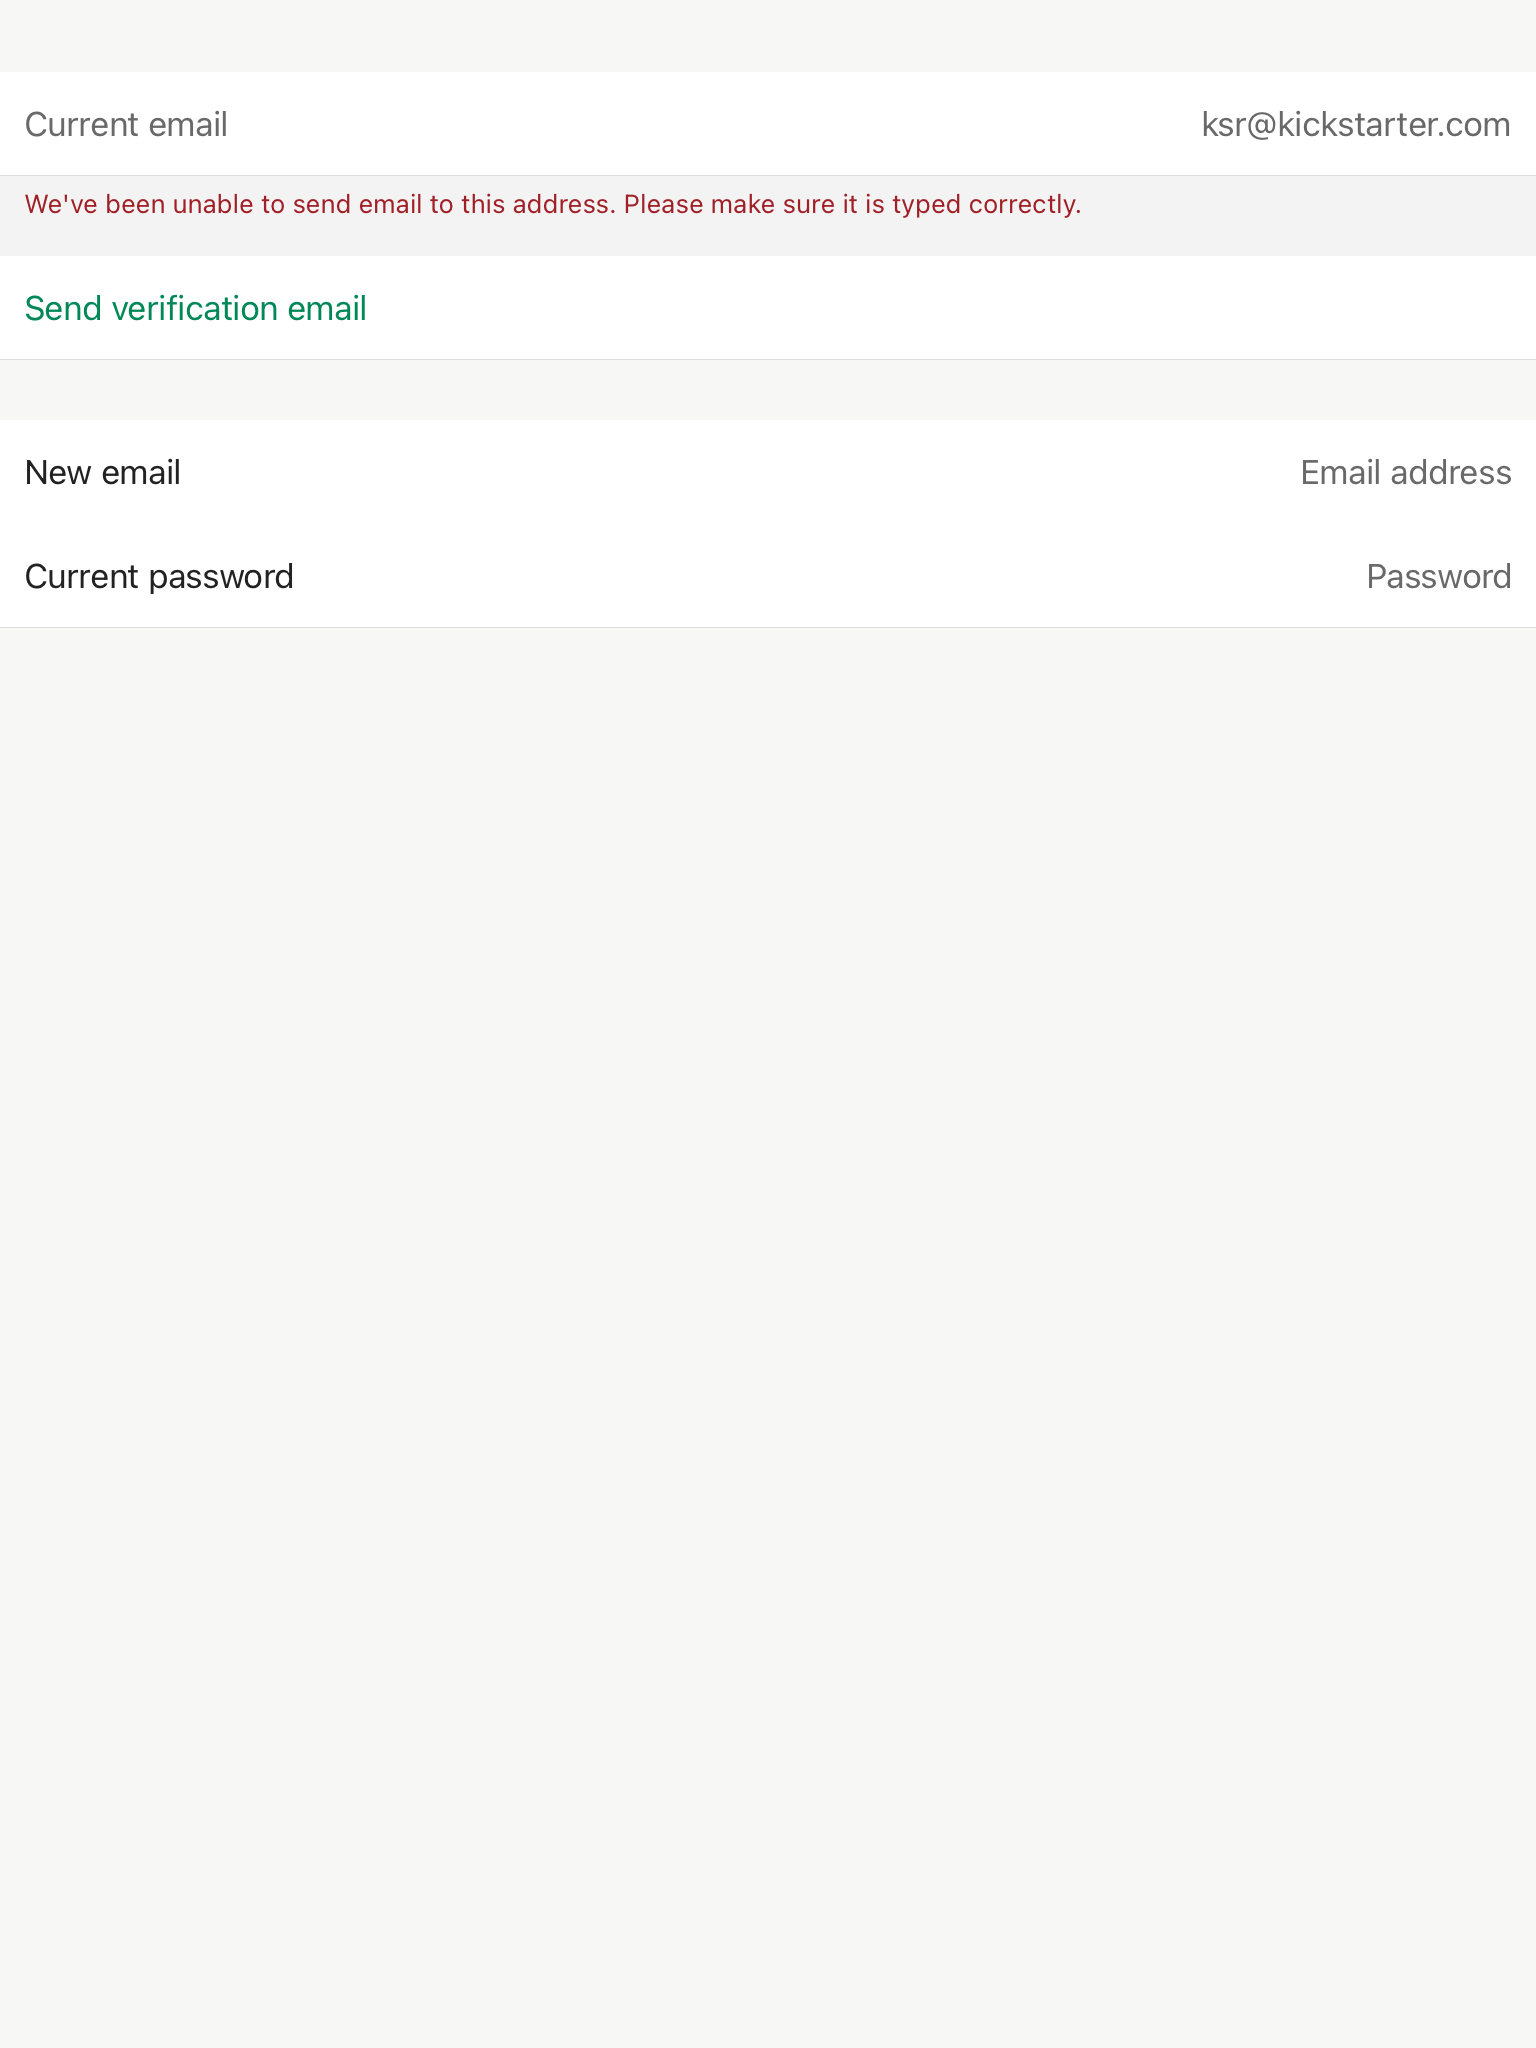 Current email ksr@kickstarter.com
We've been unable to send email to this address. Please make sure it is typed correctly.
Send verification email
New email Email address
Current password Password